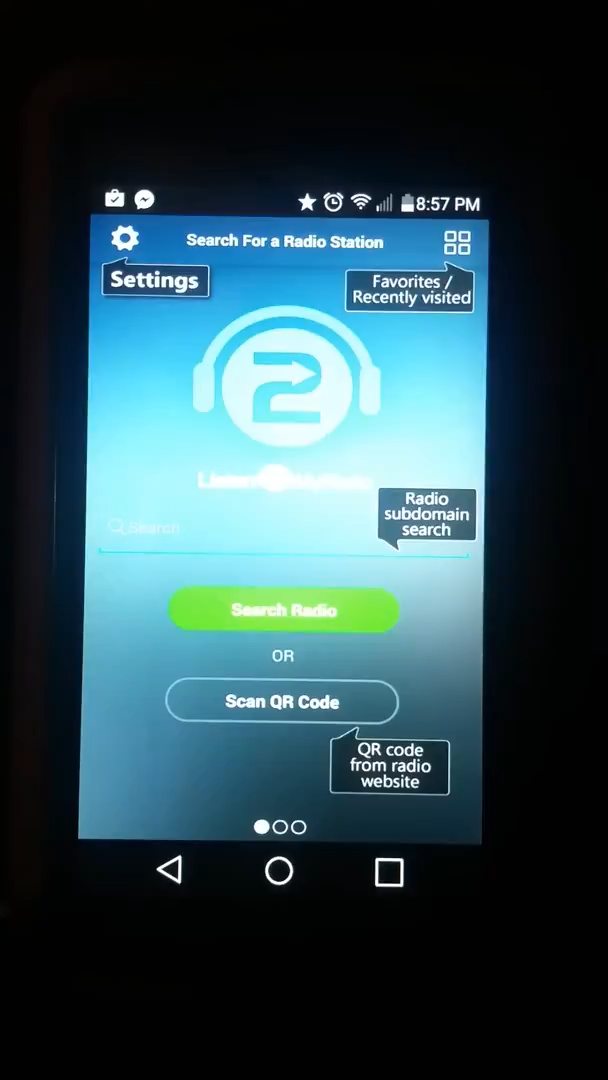 8:57 PM
Search For a Radio Station
Settings
Favorites /
Recently visited
2
Radio
subdomain
search
Search
Search Radio
OR
Scan QR Code
QR code
from radio
website